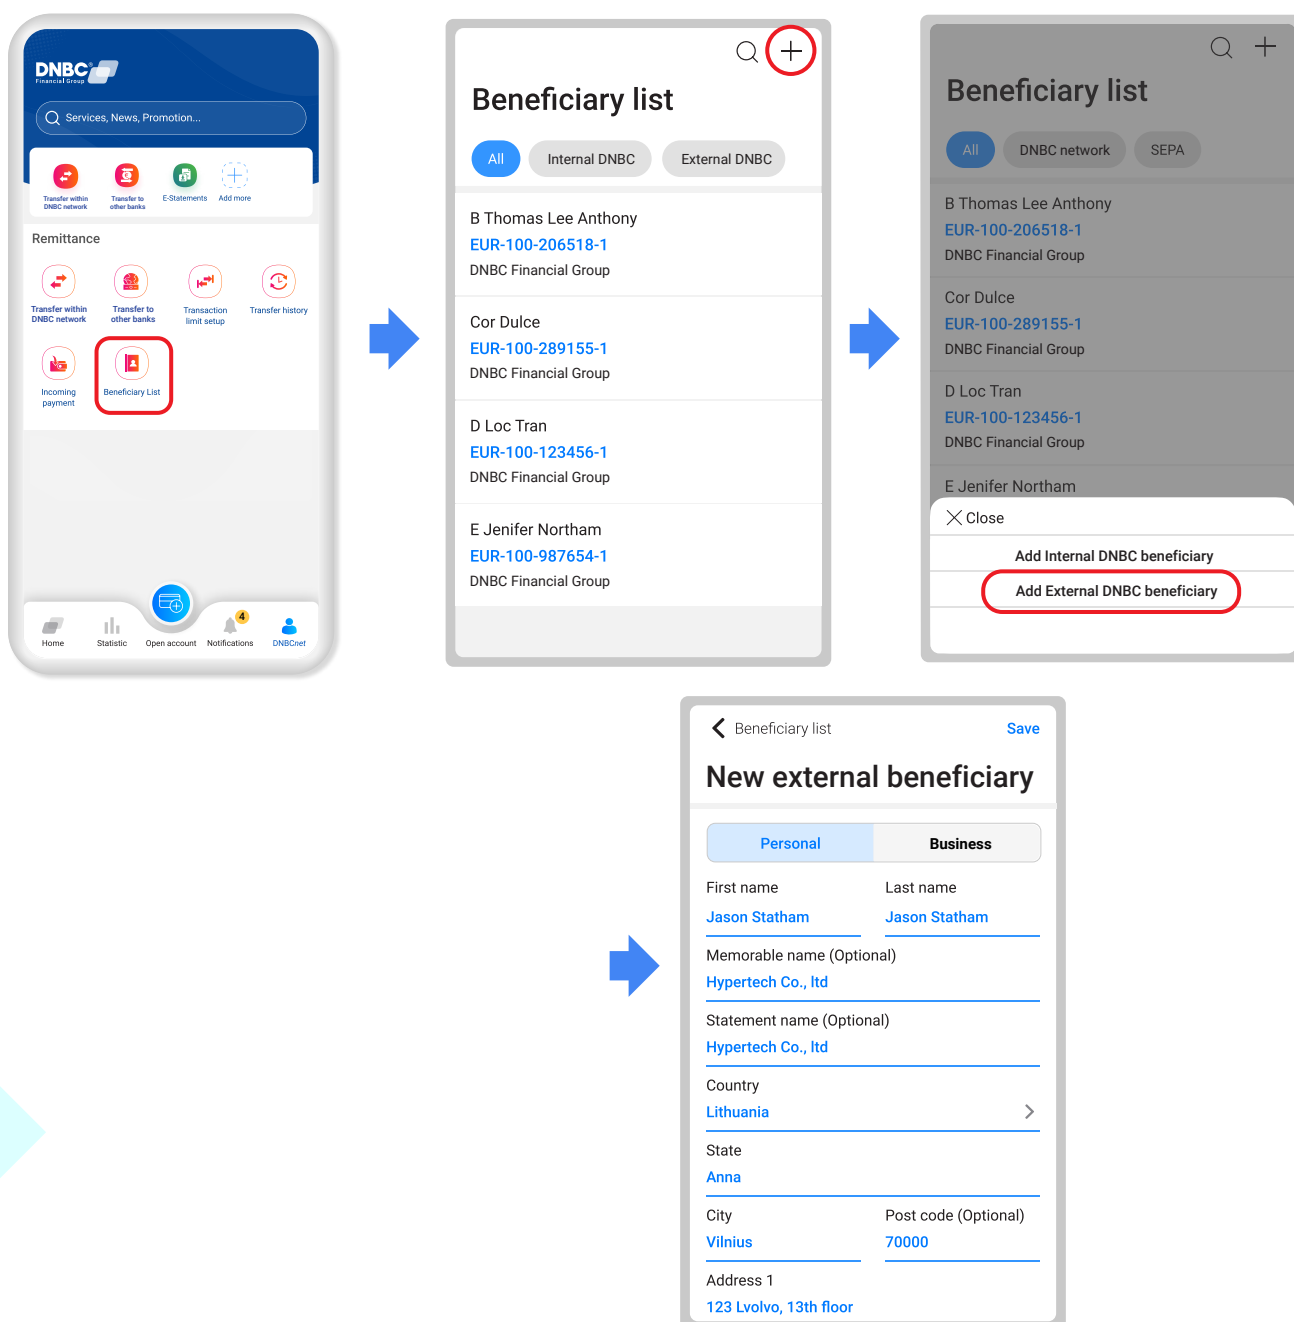 DNBC
Financial Group
Services, News, Promotion...
Transfer within
DNBC network
Transfer to
other banks
E-Statements
Add more
Remittance
Transfer within
DNBC network
Transfer to
other banks
Transaction
limit setup
Transfer history
Incoming
payment
Beneficiary List
4
Home
Statistic
Open account
Notifications
DNBCnet
Beneficiary list
All
Internal DNBC
External DNBC
B Thomas Lee Anthony
EUR-100-206518-1
DNBC Financial Group
Cor Dulce
EUR-100-289155-1
DNBC Financial Group
D Loc Tran
EUR-100-123456-1
DNBC Financial Group
E Jenifer Northam
EUR-100-987654-1
DNBC Financial Group
Beneficiary list
All
DNBC network
SEPA
B Thomas Lee Anthony
EUR-100-206518-1
DNBC Financial Group
Cor Dulce
EUR-100-289155-1
DNBC Financial Group
D Loc Tran
EUR-100-123456-1
DNBC Financial Group
E Jenifer Northam
Close
Add Internal DNBC beneficiary
Add External DNBC beneficiary
Beneficiary list
Save
New external beneficiary
Personal
Business
First name
Last name
Jason Statham
Jason Statham
Memorable name (Optional)
Hypertech Co., ltd
Statement name (Optional)
Hypertech Co., ltd
Country
Lithuania
State
Anna
City
Post code (Optional)
Vilnius
70000
Address 1
123 Lvolvo, 13th floor